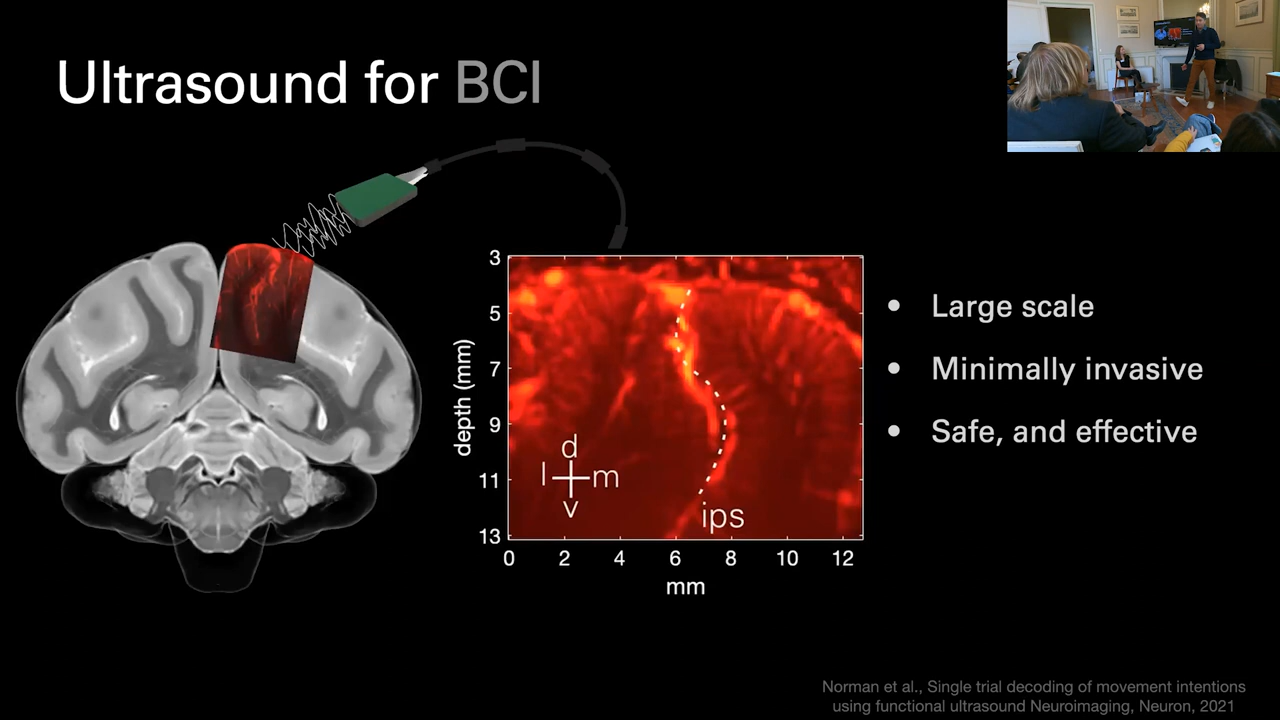 Ultrasound for BCI
3
5
7
9
11
13
depth (mm)
d
l m
v
ips
0 2 4 6 8 10 12
mm
• Large scale
• Minimally invasive
• Safe, and effective
Norman et al., Single trial decoding of movement intentions
using functional ultrasound Neuroimaging, Neuron, 2021